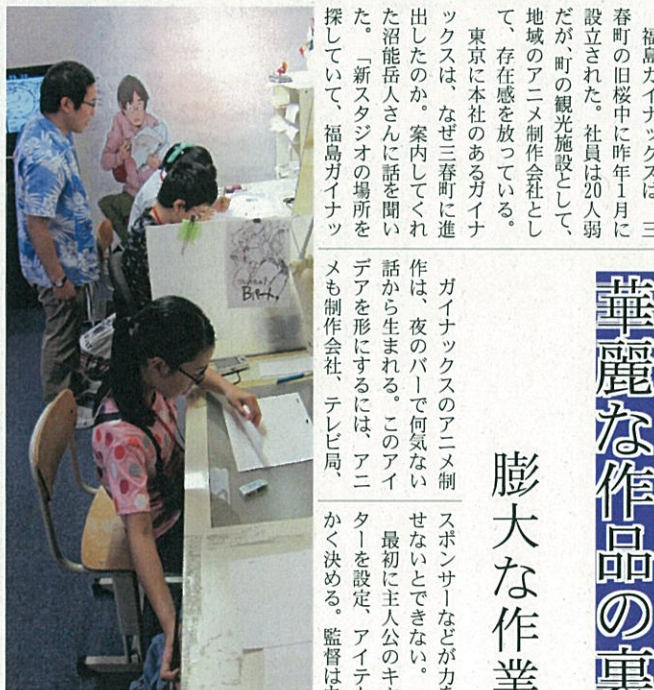 華麗な作品の裏
膨大な作業
福島ガイナックスは、三
春町の旧桜中に昨年1月に
設立された。社員は20人弱
だが、町の観光施設として、
地域のアニメ制作会社とし
て、存在感を放っている。
東京に本社のあるガイナ
ックスは、なぜ三春町に進
出したのか。案内してくれ
た沼能岳人さんに話を聞い
た。「新スタジオの場所を
探していて、福島ガイナッ
ガイナックスのアニメ制
作は、夜のバーで何気ない
話から生まれる。このアイ
デアを形にするには、アニ
メも制作会社、テレビ局、
スポンサーなどが力を
せないとできない。
最初に主人公のキャ
ターを設定、アイテ
かく決める。監督は